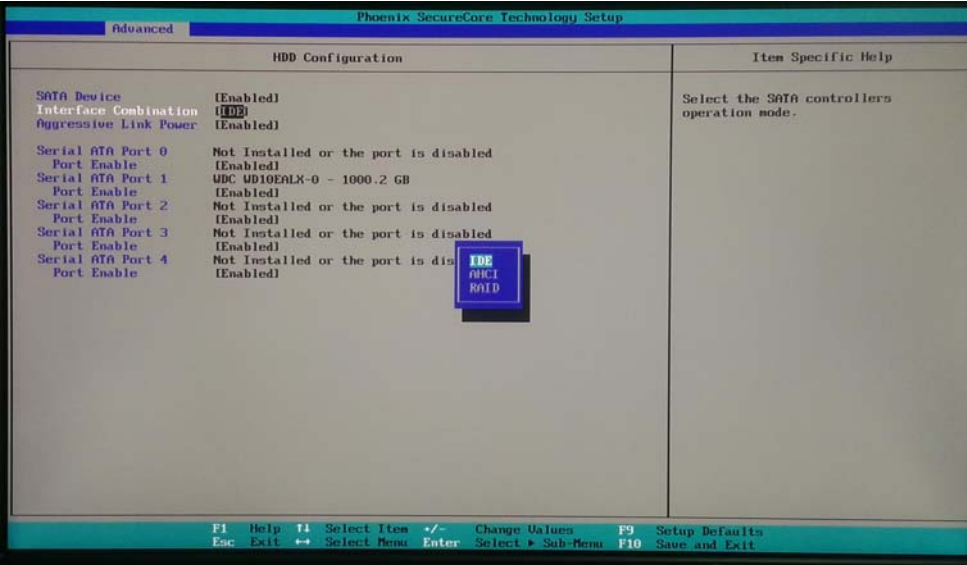 Phoenix SecureCore Technology Setup
Advanced
HDD Configuration
Item Specific Help
SATA Device [Enabled]
Interface Combination [IDE]
Aggressive Link Power [Enabled]
Select the SATA controllers
operation mode.
Serial ATA Port 0 Not Installed or the port is disabled
Port Enable [Enabled]
Serial ATA Port 1 WDC WD10EALX-0 - 1000.2 GB
Port Enable [Enabled]
Serial ATA Port 2 Not Installed or the port is disabled
Port Enable [Enabled]
Serial ATA Port 3 Not Installed or the port is disabled
Port Enable [Enabled]
Serial ATA Port 4 Not Installed or the port is dis
Port Enable [Enabled]
IDE
AHCI
RAID
F1 Help ↑↓ Select Item +/- Change Values F9 Setup Defaults
Esc Exit ↔ Select Menu Enter Select ▶ Sub-Menu F10 Save and Exit